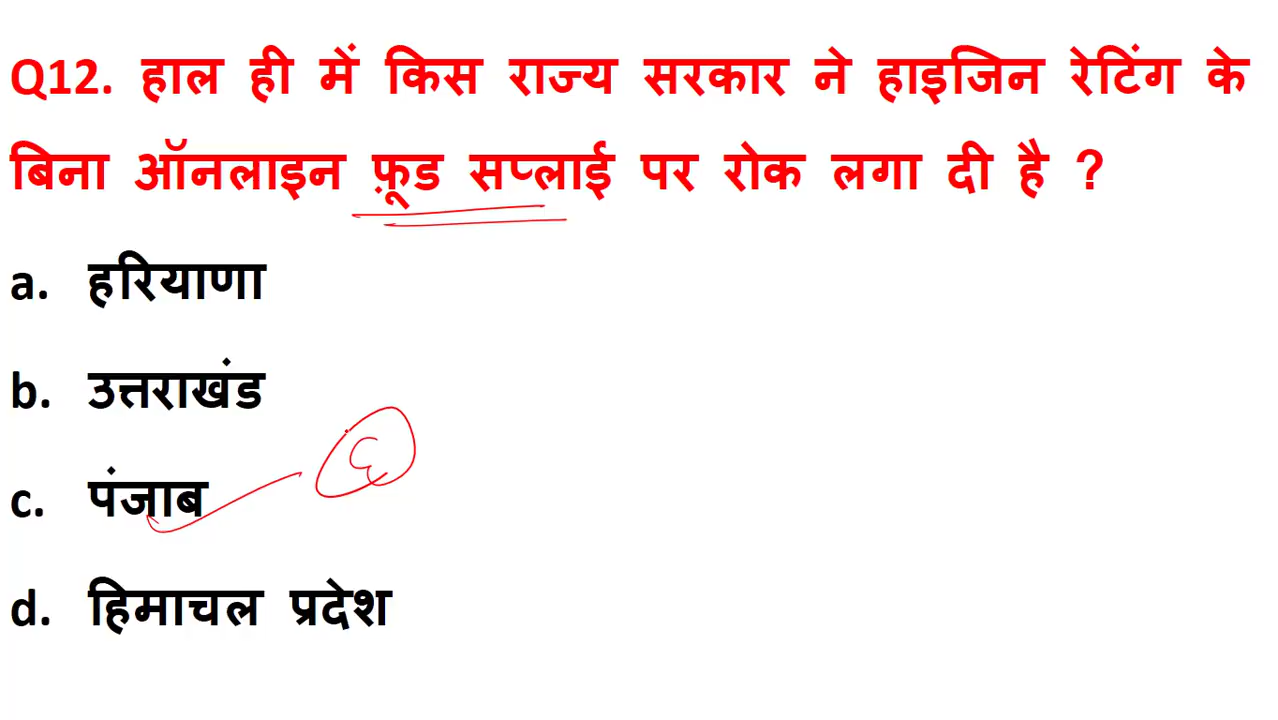 Q12. हाल ही में किस राज्य सरकार ने हाइजिन रेटिंग के
बिना ऑनलाइन फ़ूड सप्लाई पर रोक लगा दी है ?
a. हरियाणा
b. उत्तराखंड
c. पंजाब
d. हिमाचल प्रदेश